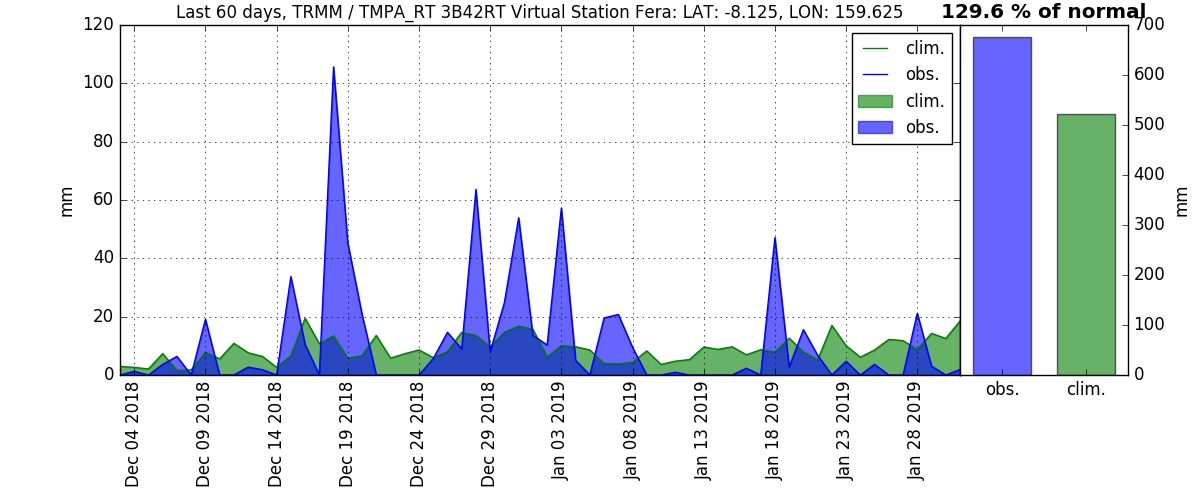 Last 60 days, TRMM / TMPA_RT 3B42RT Virtual Station Fera: LAT: -8.125, LON: 159.625
129.6 % of normal
120
100
80
60
40
20
0
mm
clim.
obs.
clim.
obs.
Dec 04 2018
Dec 09 2018
Dec 14 2018
Dec 19 2018
Dec 24 2018
Dec 29 2018
Jan 03 2019
Jan 08 2019
Jan 13 2019
Jan 18 2019
Jan 23 2019
Jan 28 2019
700
600
500
400
300
200
100
0
mm
obs.
clim.